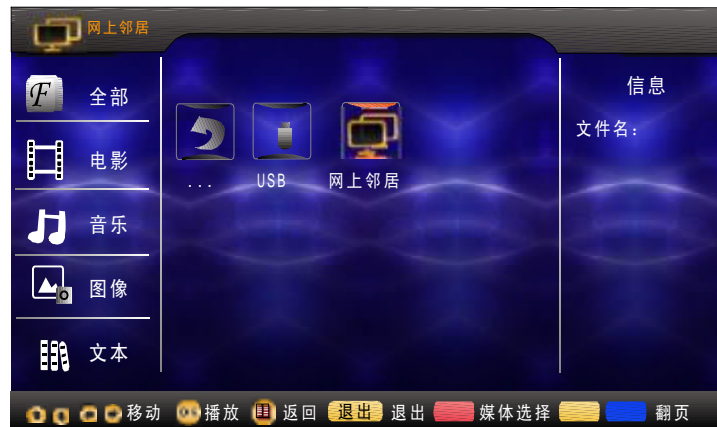 网上邻居
F 全部
电影
音乐
图像
文本
... USB 网上邻居
信息
文件名:
移动 OK 播放 返回 退出 退出 媒体选择 翻页